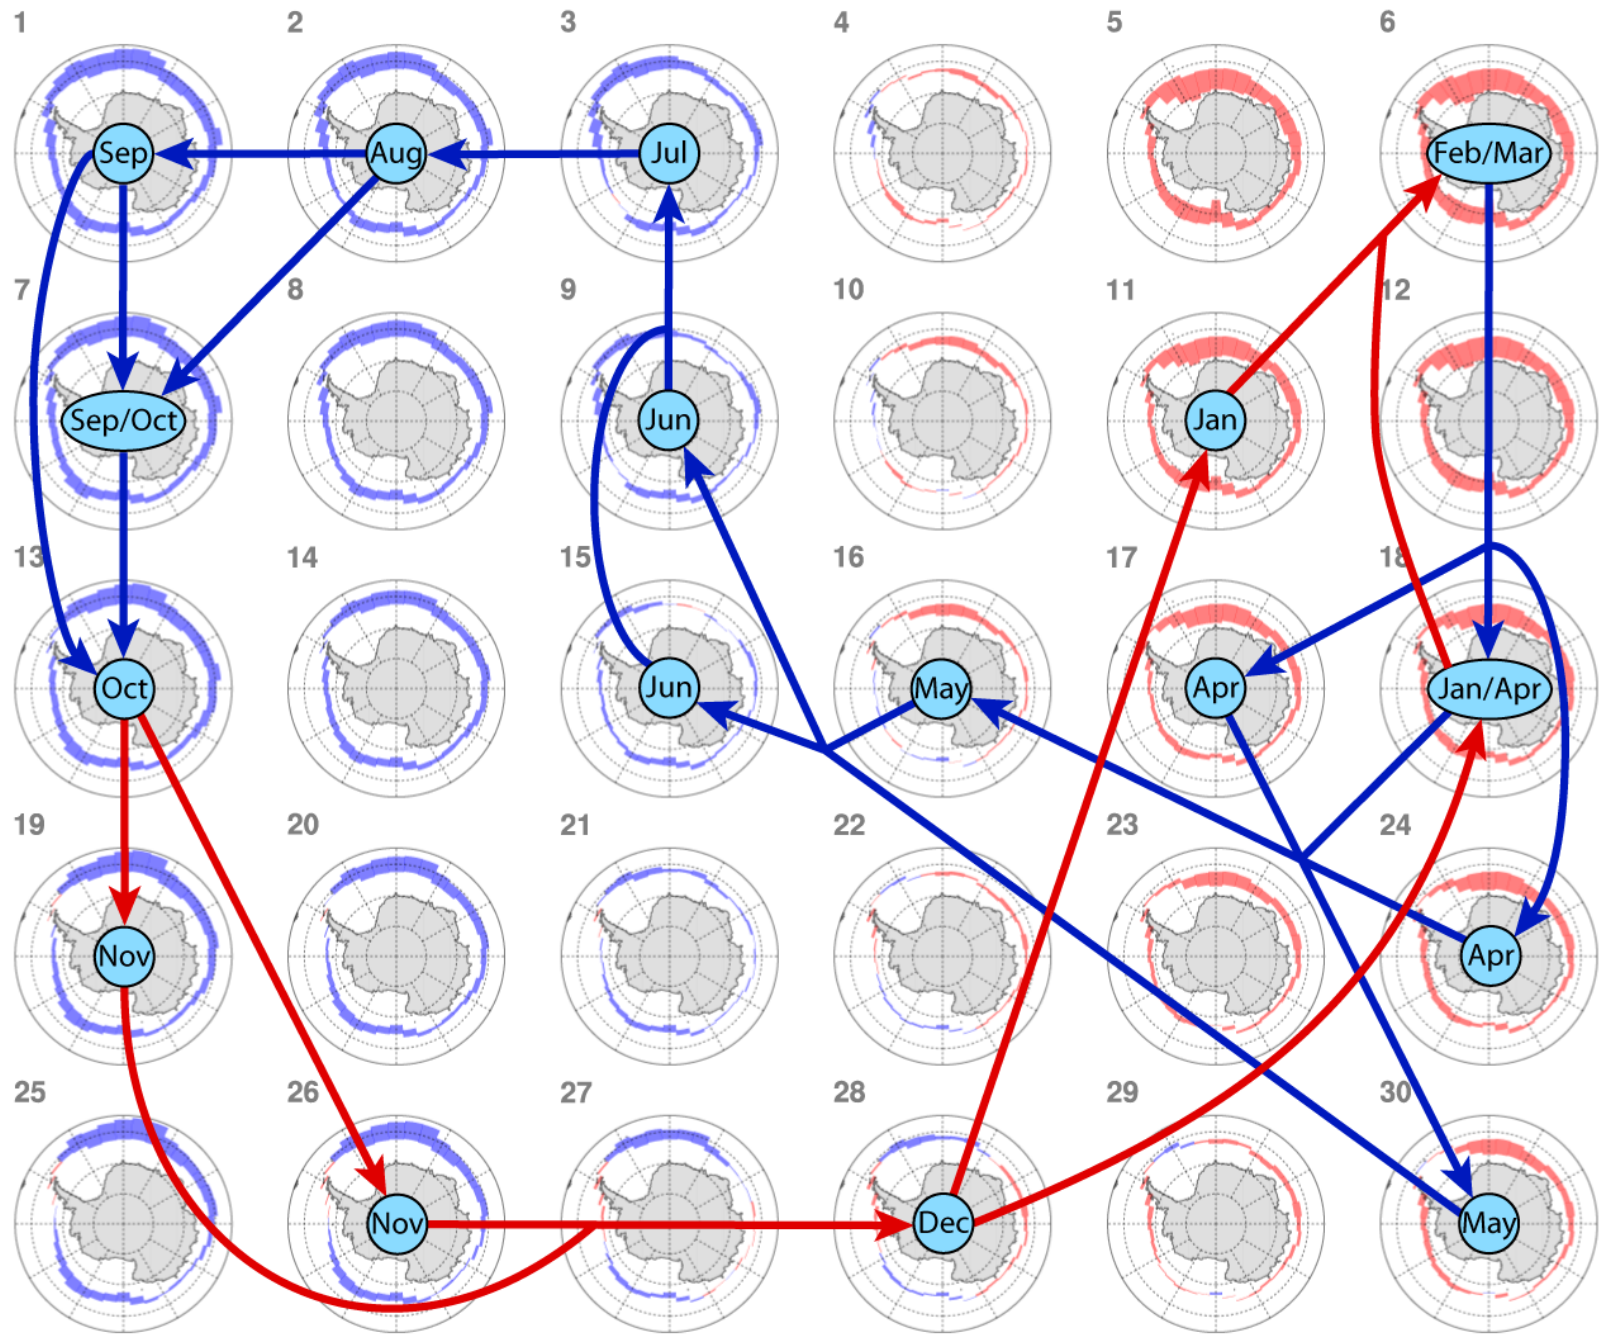 1 2 3 4 5 6
Sep Aug Jul Feb/Mar
7 8 9 10 11 12
Sep/Oct Jun Jan
13 14 15 16 17 18
Oct Jun May Apr Jan/Apr
19 20 21 22 23 24
Nov Apr
25 26 27 28 29 30
Nov Dec May